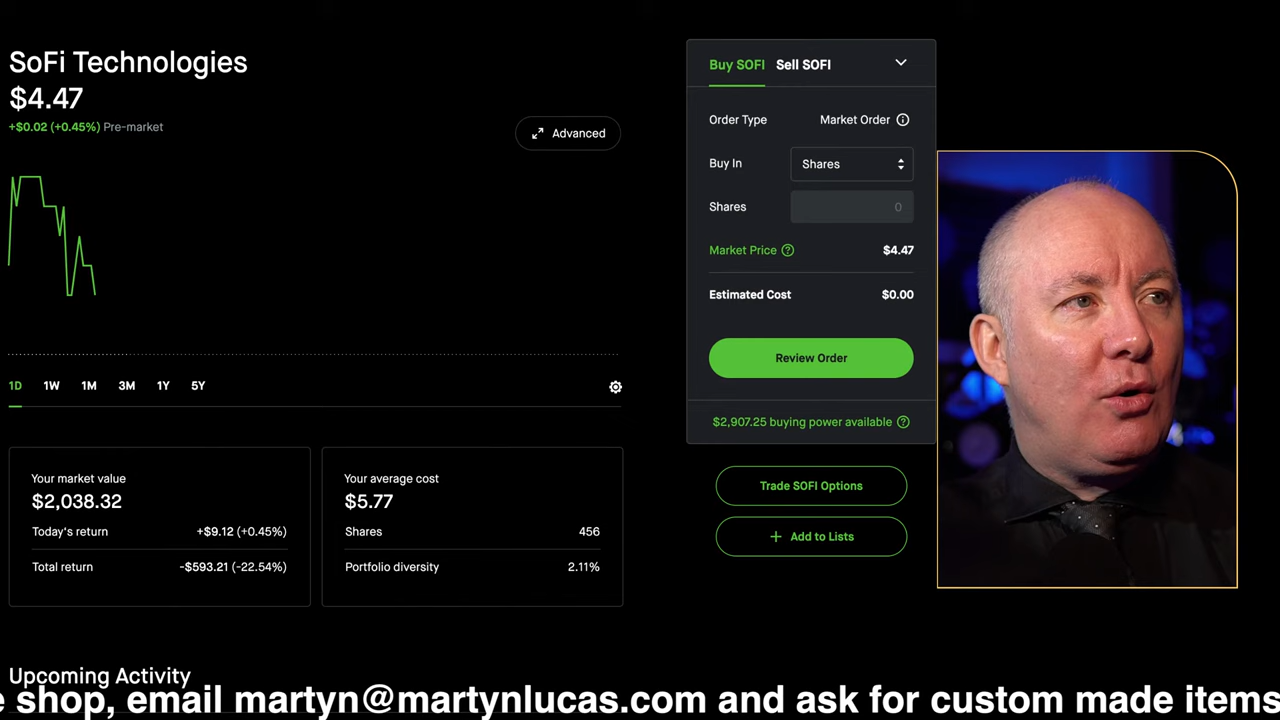 SoFi Technologies
$4.47
+$0.02 (+0.45%) Pre-market
Advanced
1D 1W 1M 3M 1Y 5Y
Your market value
$2,038.32
Today's return +$9.12 (+0.45%)
Total return -$593.21 (-22.54%)
Your average cost
$5.77
Shares 456
Portfolio diversity 2.11%
Upcoming Activity
Buy SOFI Sell SOFI
Order Type Market Order
Buy In Shares
Shares 0
Market Price $4.47
Estimated Cost $0.00
Review Order
$2,907.25 buying power available
Trade SOFI Options
+ Add to Lists
e shop, email martyn@martynlucas.com and ask for custom made items